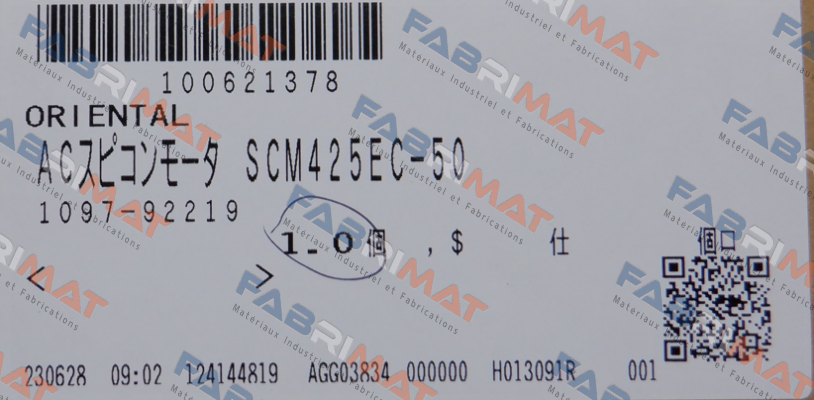 100621378
ORIENTAL
ACスピコンモータ SCM425EC-50
1097-92219
1.0個 ,$ 仕 個口
< >
230628 09:02 124144819 AGG03834 000000 H013091R 001
FABRIMAT
Matériaux Industriel et Fabrications